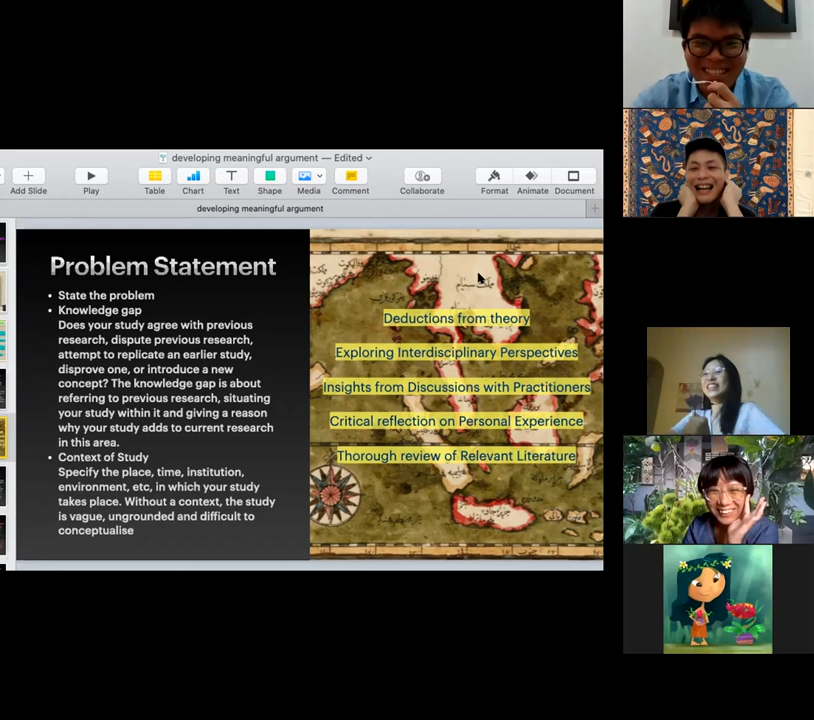 developing meaningful argument — Edited
Add Slide
Play
Table
Chart
Text
Shape
Media
Comment
Collaborate
Format
Animate
Document
developing meaningful argument
Problem Statement
• State the problem
• Knowledge gap
Does your study agree with previous
research, dispute previous research,
attempt to replicate an earlier study,
disprove one, or introduce a new
concept? The knowledge gap is about
referring to previous research, situating
your study within it and giving a reason
why your study adds to current research
in this area.
• Context of Study
Specify the place, time, institution,
environment, etc, in which your study
takes place. Without a context, the study
is vague, ungrounded and difficult to
conceptualise
Deductions from theory
Exploring Interdisciplinary Perspectives
Insights from Discussions with Practitioners
Critical reflection on Personal Experience
Thorough review of Relevant Literature